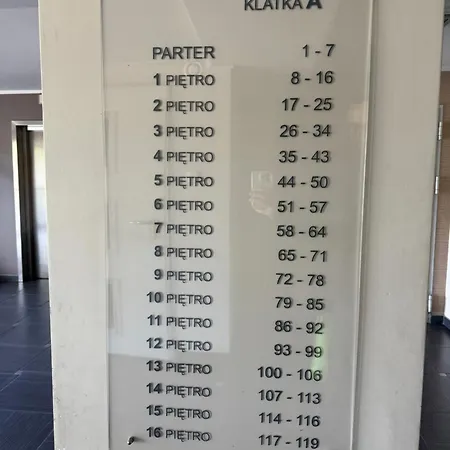 KLATKA A
PARTER 1 - 7
1 PIĘTRO 8 - 16
2 PIĘTRO 17 - 25
3 PIĘTRO 26 - 34
4 PIĘTRO 35 - 43
5 PIĘTRO 44 - 50
6 PIĘTRO 51 - 57
7 PIĘTRO 58 - 64
8 PIĘTRO 65 - 71
9 PIĘTRO 72 - 78
10 PIĘTRO 79 - 85
11 PIĘTRO 86 - 92
12 PIĘTRO 93 - 99
13 PIĘTRO 100 - 106
14 PIĘTRO 107 - 113
15 PIĘTRO 114 - 116
16 PIĘTRO 117 - 119